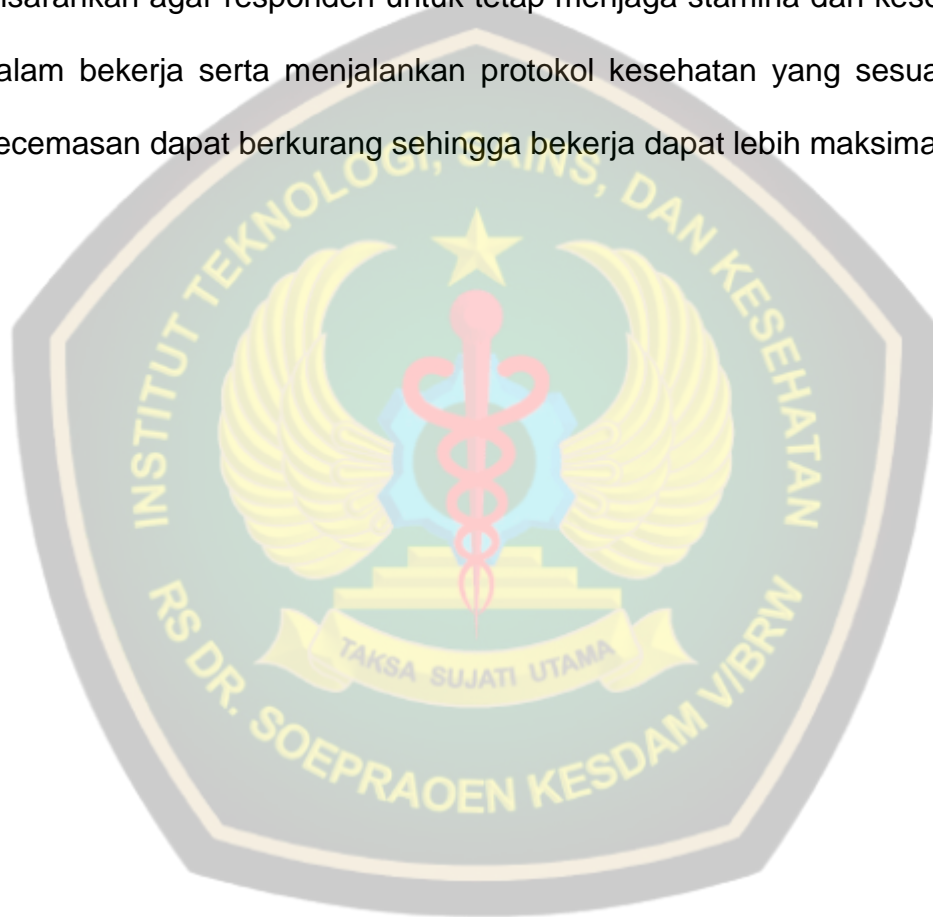 isarankan agar responden untuk tetap menjaga stamina dan kese
alam bekerja serta menjalankan protokol kesehatan yang sesua
ecemasan dapat berkurang sehingga bekerja dapat lebih maksima
INSTITUT TEKNOLOGI, SAINS, DAN KESEHATAN
TAKSA SUJATI UTAMA
RS DR. SOEPRAOEN KESDAM V/BRW